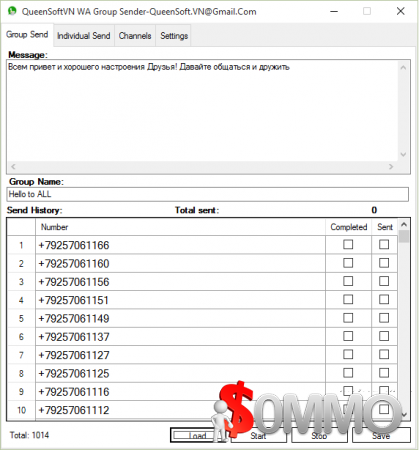 QueenSoftVN WA Group Sender-QueenSoft.VN@Gmail.Com
Group Send Individual Send Channels Settings
Message:
Всем привет и хорошего настроения Друзья! Давайте общаться и дружить
Group Name:
Hello to ALL
Send History: Total sent: 0
Number Completed Sent
1 +79257061166
2 +79257061160
3 +79257061156
4 +79257061151
5 +79257061149
6 +79257061137
7 +79257061127
8 +79257061125
9 +79257061116
10 +79257061112
$OMMO
Total: 1014 Load Start Stop Save